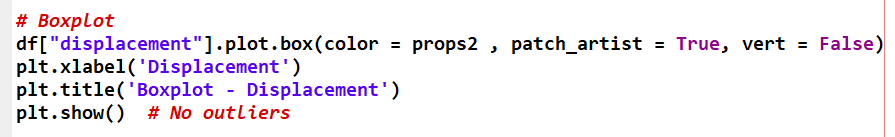 # Boxplot
df["displacement"].plot.box(color = props2 , patch_artist = True, vert = False)
plt.xlabel('Displacement')
plt.title('Boxplot - Displacement')
plt.show()  # No outliers